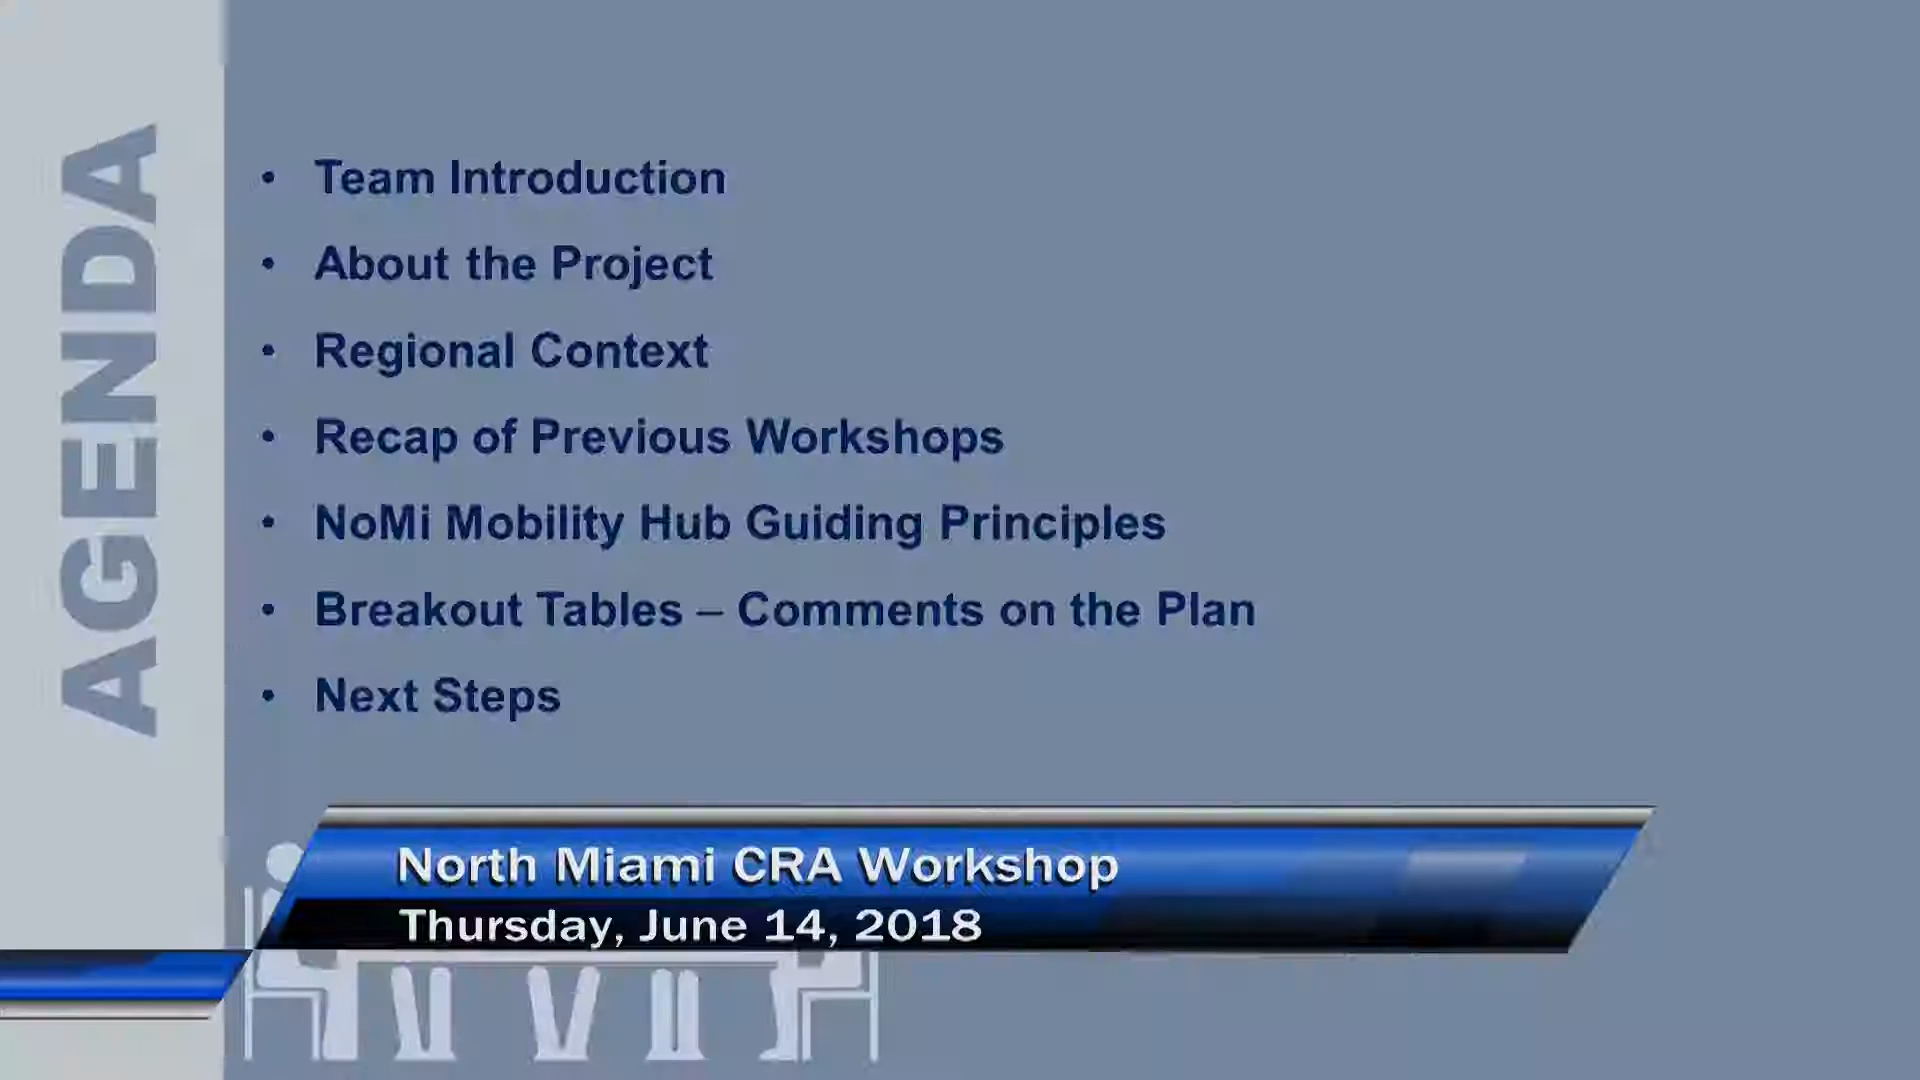 AGENDA
• Team Introduction
• About the Project
• Regional Context
• Recap of Previous Workshops
• NoMi Mobility Hub Guiding Principles
• Breakout Tables – Comments on the Plan
• Next Steps
North Miami CRA Workshop
Thursday, June 14, 2018